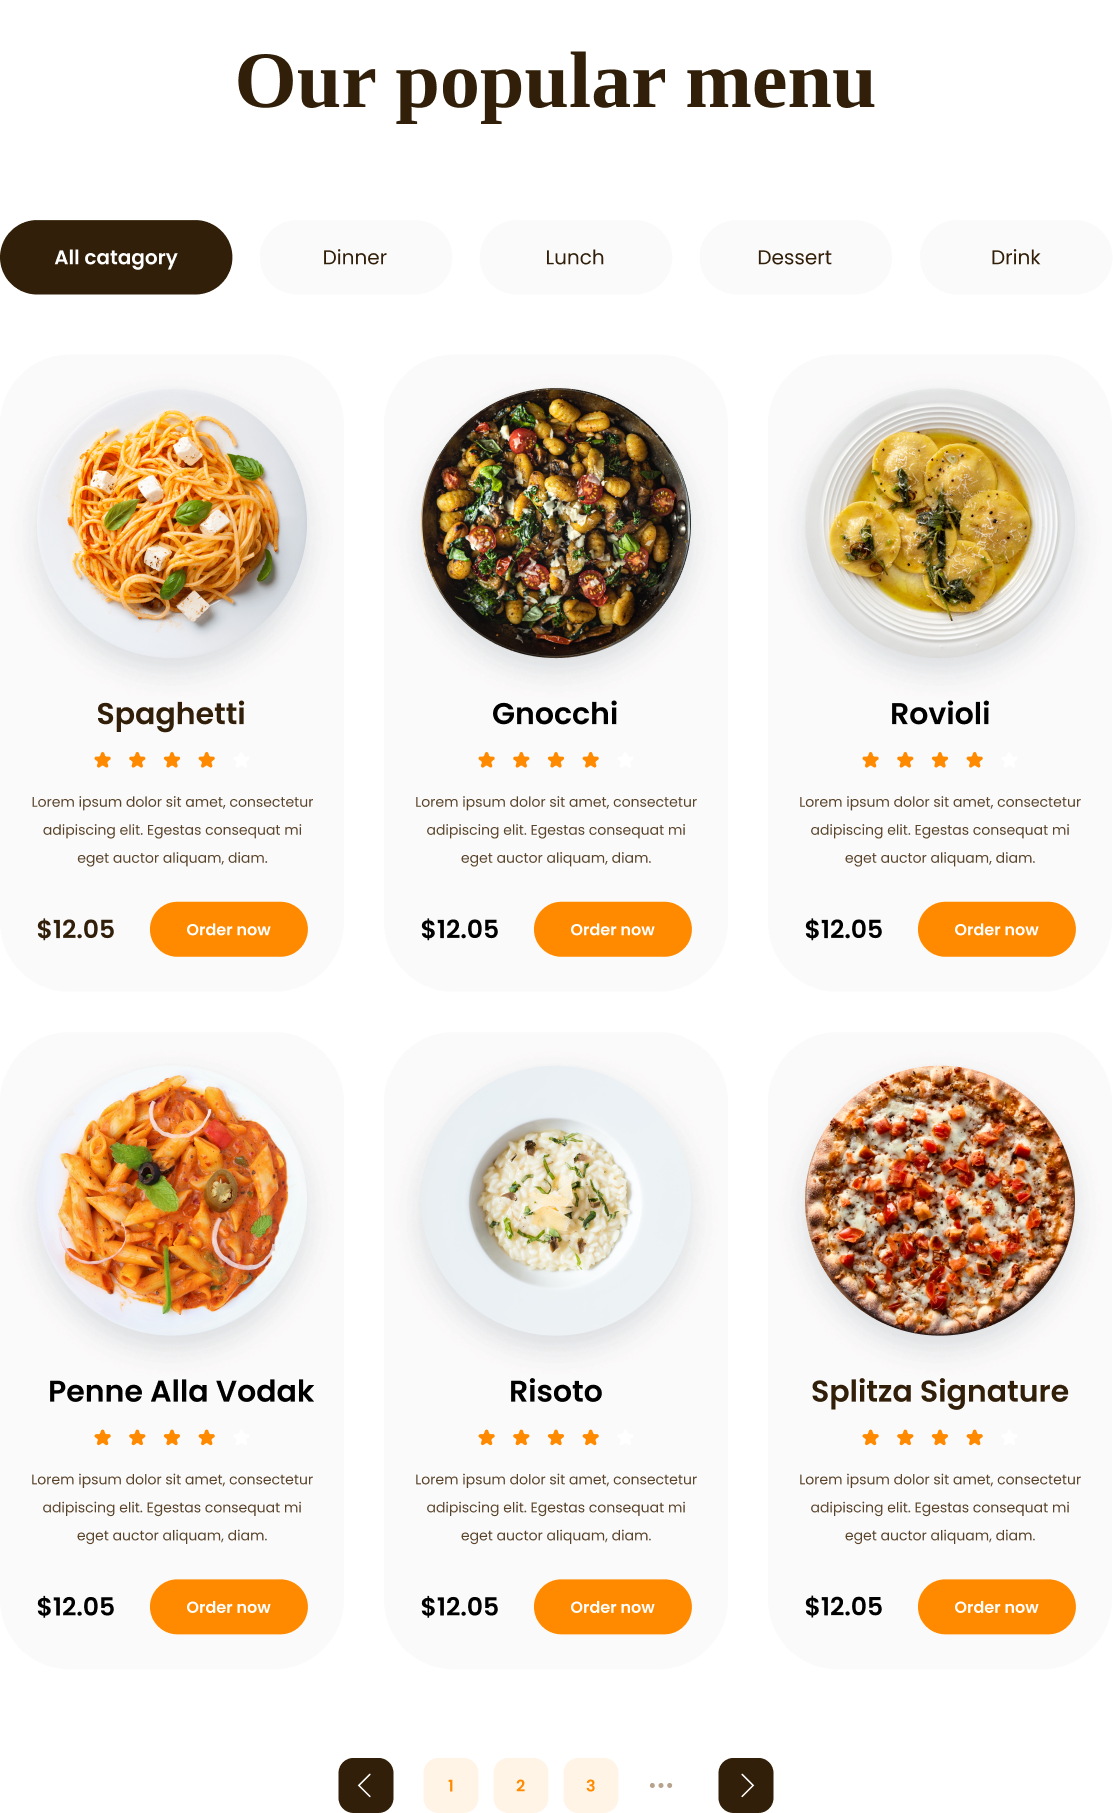 Our popular menu
All catagory
Dinner
Lunch
Dessert
Drink
Spaghetti
Lorem ipsum dolor sit amet, consectetur
adipiscing elit. Egestas consequat mi
eget auctor aliquam, diam.
$12.05
Order now
Gnocchi
Lorem ipsum dolor sit amet, consectetur
adipiscing elit. Egestas consequat mi
eget auctor aliquam, diam.
$12.05
Order now
Rovioli
Lorem ipsum dolor sit amet, consectetur
adipiscing elit. Egestas consequat mi
eget auctor aliquam, diam.
$12.05
Order now
Penne Alla Vodak
Lorem ipsum dolor sit amet, consectetur
adipiscing elit. Egestas consequat mi
eget auctor aliquam, diam.
$12.05
Order now
Risoto
Lorem ipsum dolor sit amet, consectetur
adipiscing elit. Egestas consequat mi
eget auctor aliquam, diam.
$12.05
Order now
Splitza Signature
Lorem ipsum dolor sit amet, consectetur
adipiscing elit. Egestas consequat mi
eget auctor aliquam, diam.
$12.05
Order now
1 2 3 ...